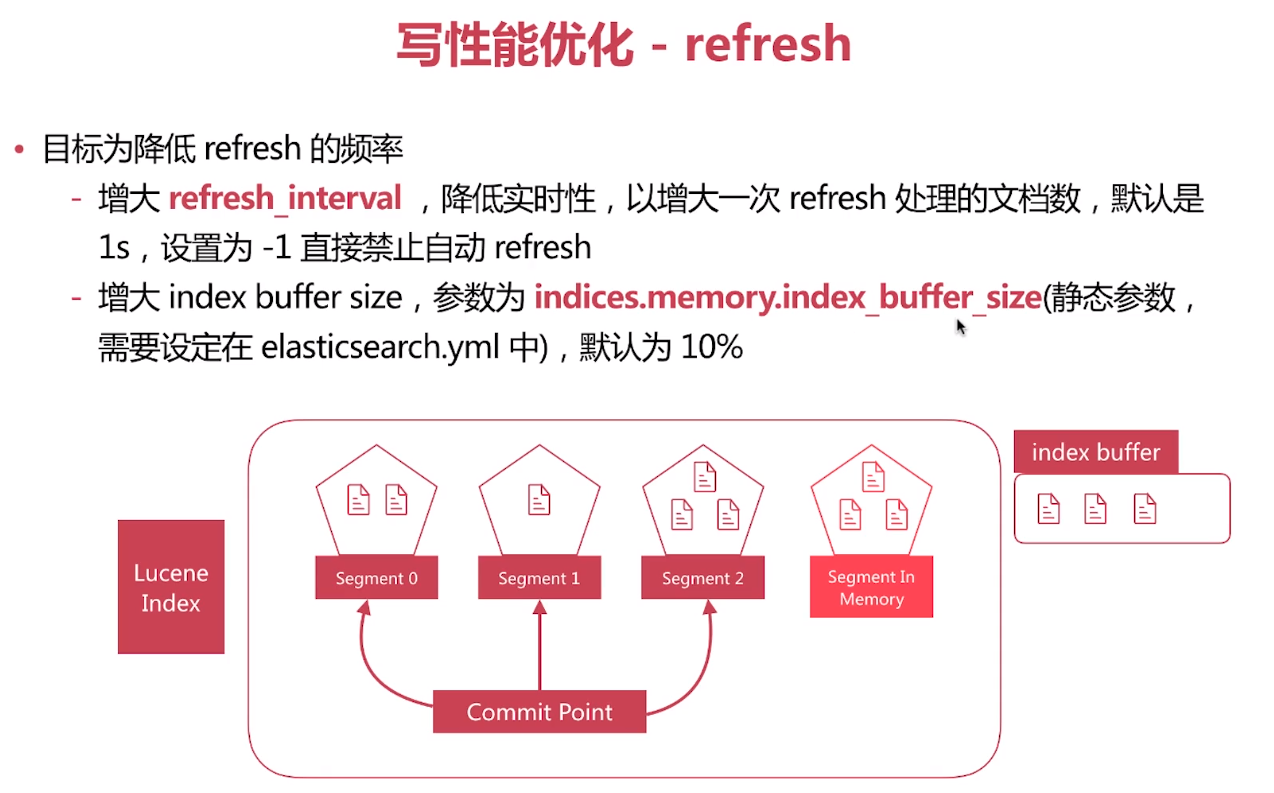 写性能优化 - refresh
• 目标为降低 refresh 的频率
- 增大 refresh_interval ，降低实时性，以增大一次 refresh 处理的文档数，默认是
1s，设置为 -1 直接禁止自动 refresh
- 增大 index buffer size，参数为 indices.memory.index_buffer_size(静态参数，
需要设定在 elasticsearch.yml 中)，默认为 10%
index buffer
Lucene
Index
Segment 0
Segment 1
Segment 2
Segment In
Memory
Commit Point